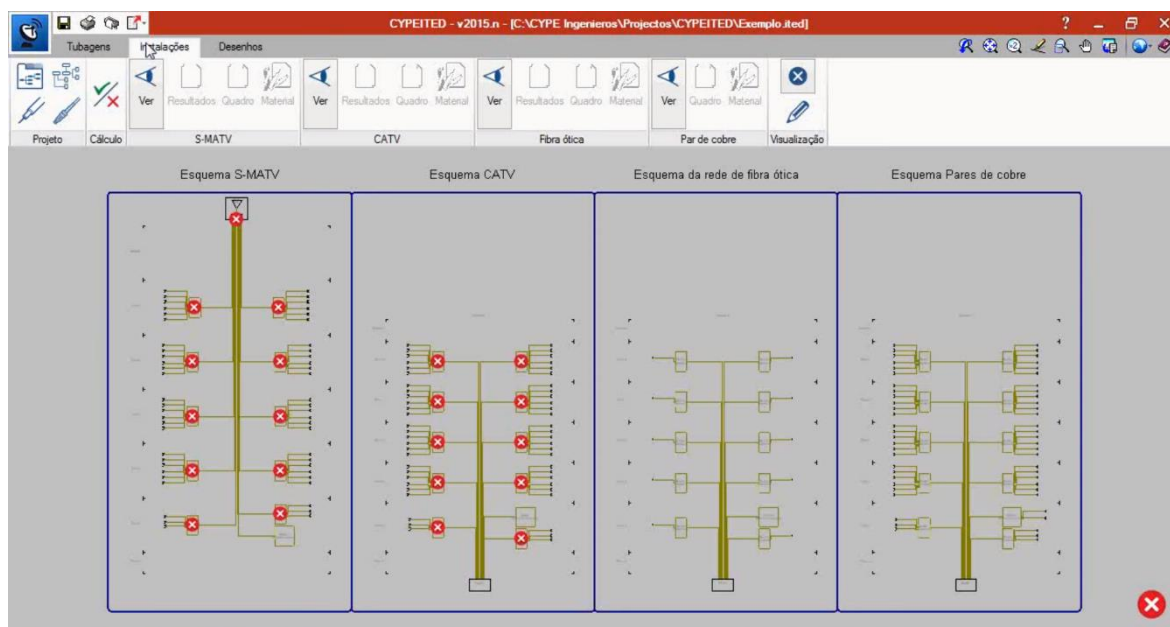 CYPEITED - v2015.n - [C:\CYPE Ingenieros\Projectos\CYPEITED\Exemplo.ited]
?
Tubagens Instalações Desenhos
Ver Resultados Quadro Material Ver Resultados Quadro Material Ver Resultados Quadro Material Ver Quadro Material
Projeto Cálculo S-MATV CATV Fibra ótica Par de cobre Visualização
Esquema S-MATV Esquema CATV Esquema da rede de fibra ótica Esquema Pares de cobre